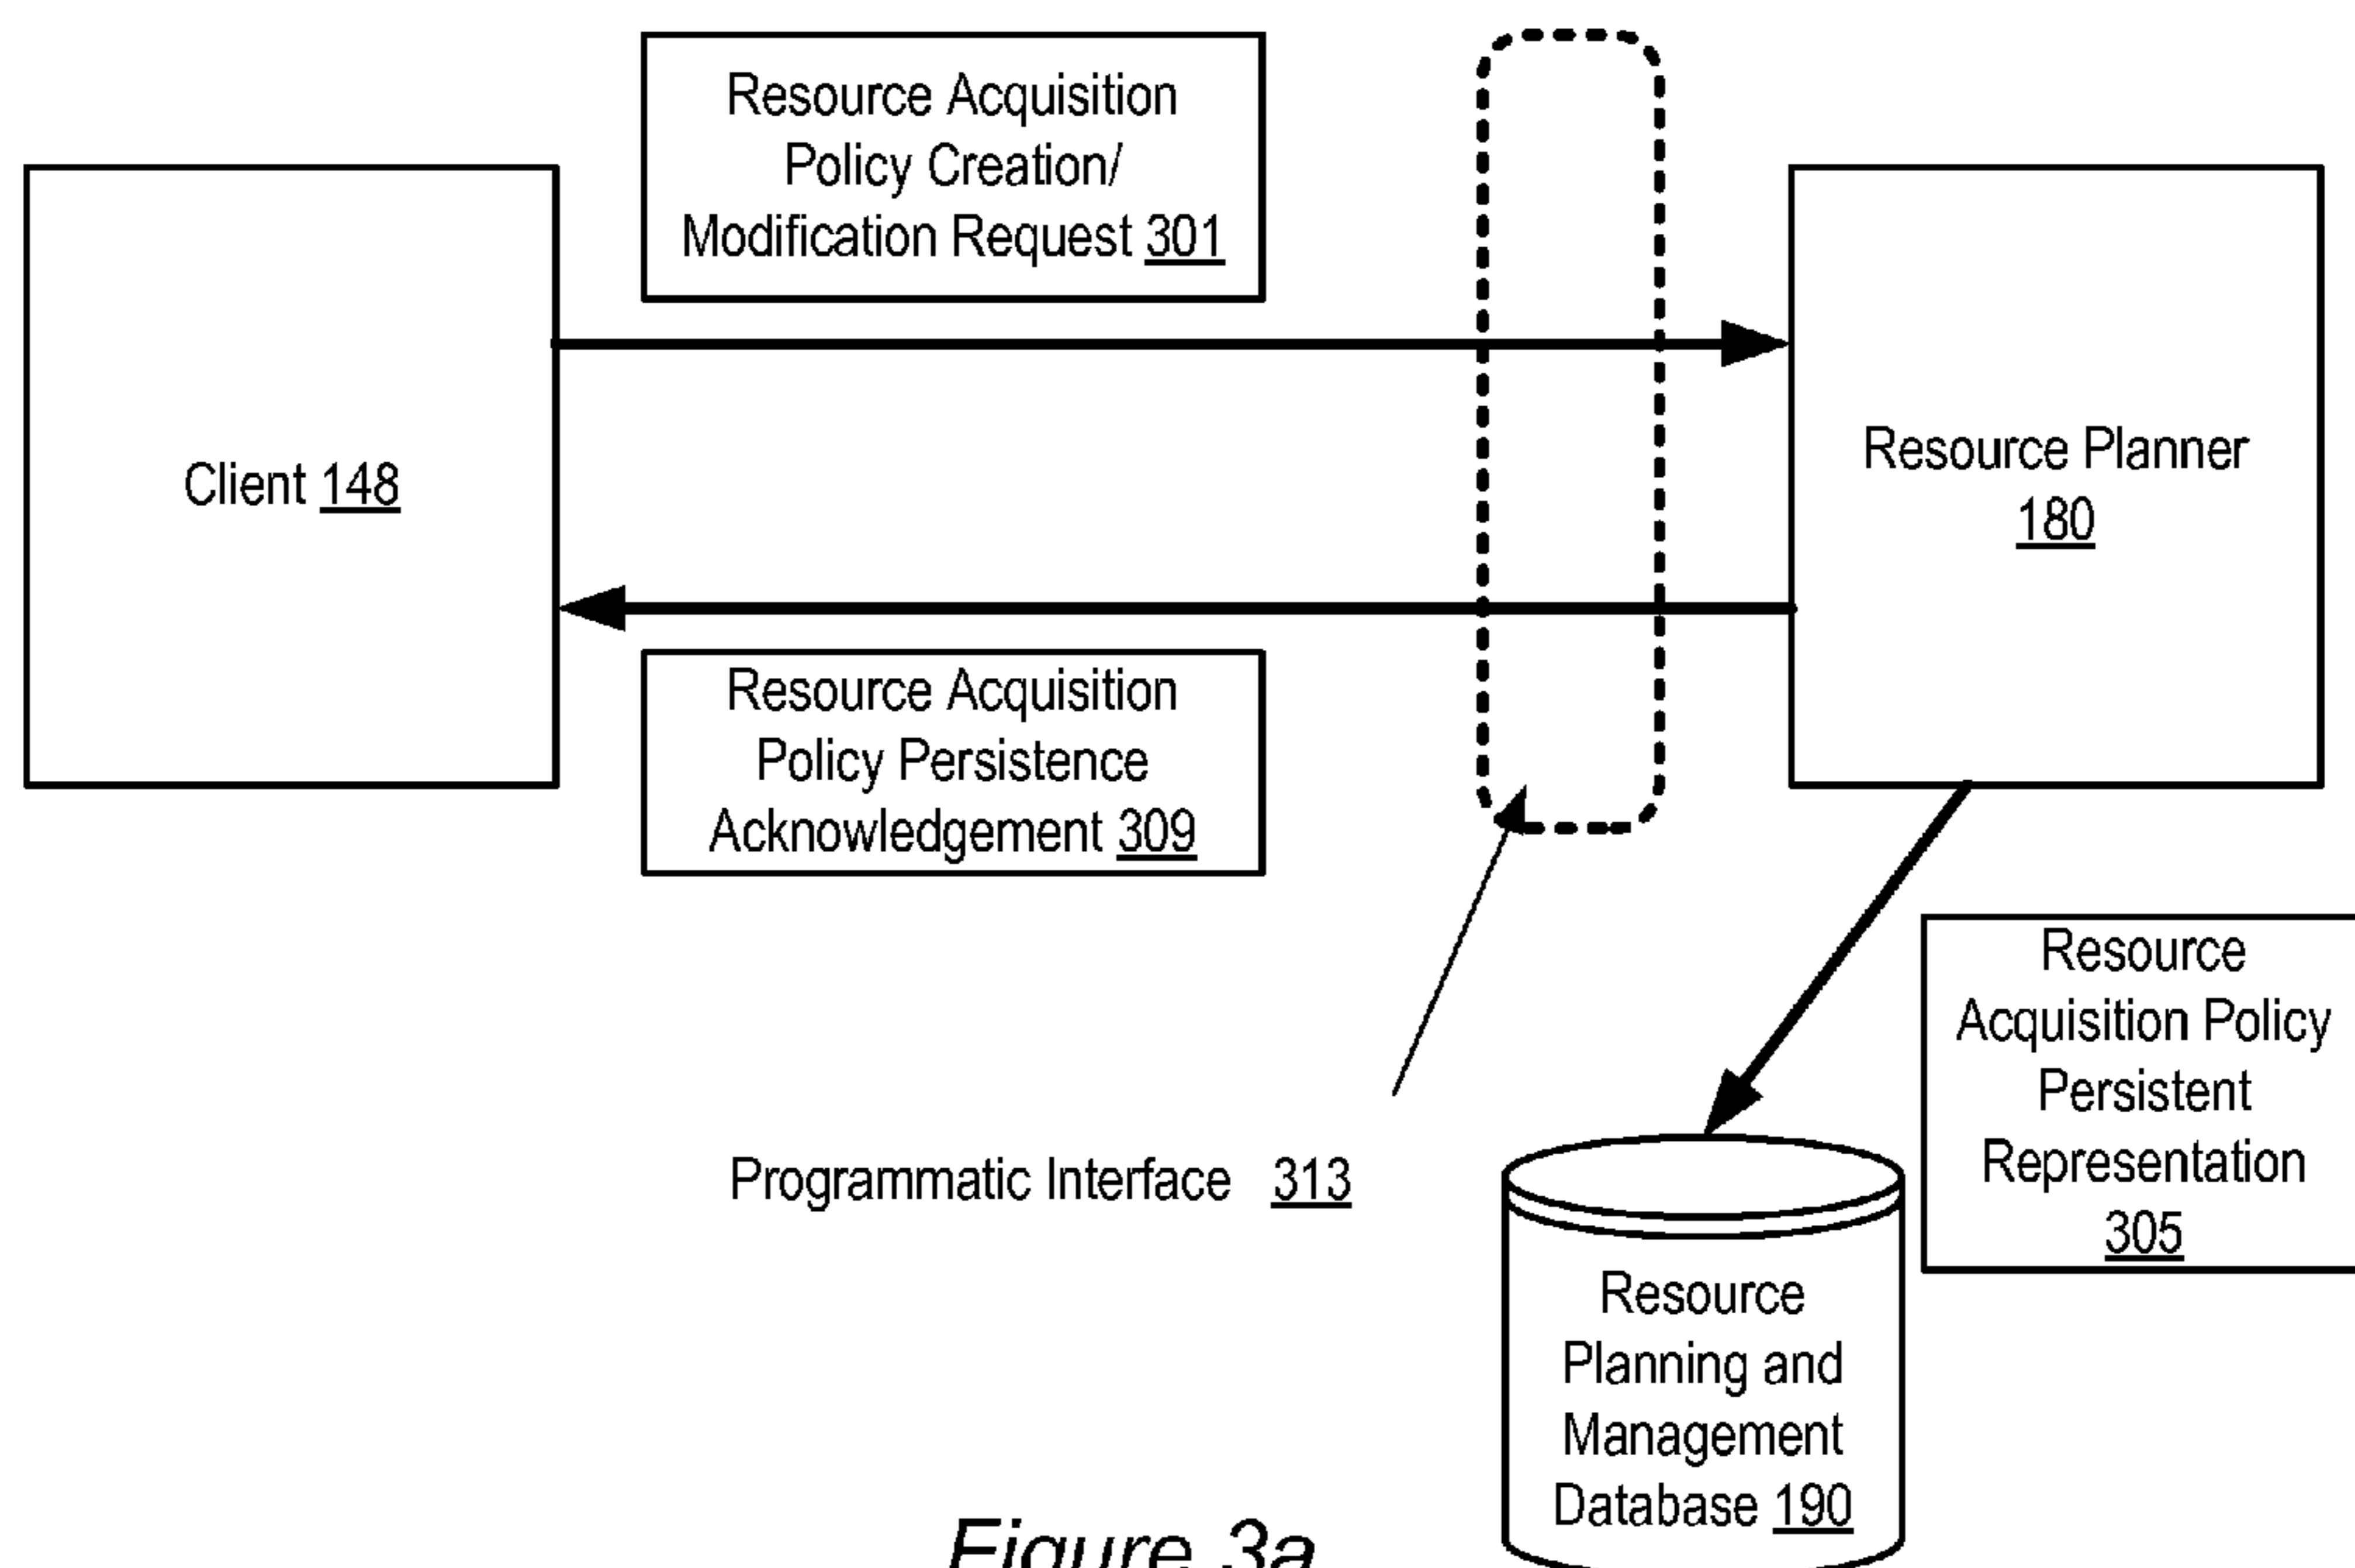 Resource Acquisition
Policy Creation/
Modification Request 301
Client 148
Resource Planner
180
Resource Acquisition
Policy Persistence
Acknowledgement 309
Resource
Acquisition Policy
Persistent
Representation
305
Programmatic Interface 313
Resource
Planning and
Management
Database 190
Figure 3a